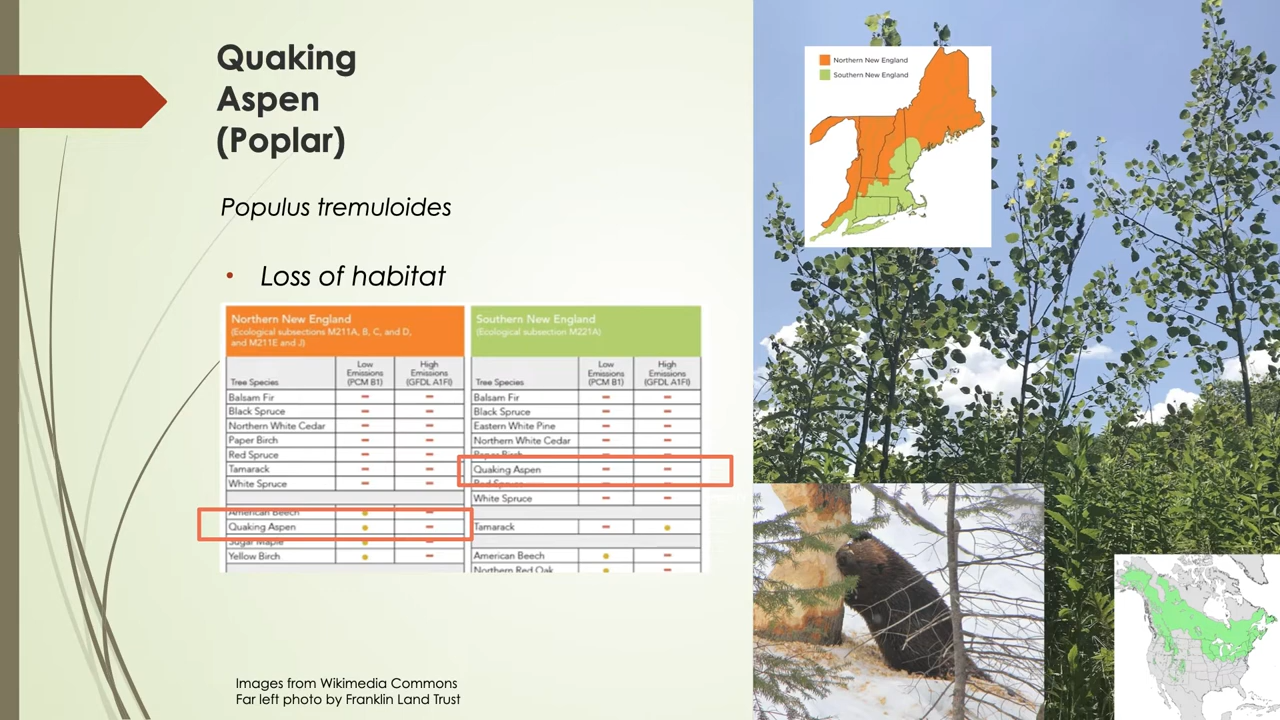 Quaking
Aspen
(Poplar)
Populus tremuloides
• Loss of habitat
Northern New England
(Ecological subsections M211A, B, C, and D,
and M211E and J)
Tree Species
Low
Emissions
(PCM B1)
High
Emissions
(GFDL A1FI)
Balsam Fir - -
Black Spruce - -
Northern White Cedar - -
Paper Birch - -
Red Spruce - -
Tamarack - -
White Spruce - -
American Beech
Quaking Aspen • -
Sugar Maple •
Yellow Birch • -
Southern New England
(Ecological subsection M221A)
Tree Species
Low
Emissions
(PCM B1)
High
Emissions
(GFDL A1FI)
Balsam Fir - -
Black Spruce - -
Eastern White Pine - -
Northern White Cedar - -
Paper Birch
Quaking Aspen - -
Red Spruce
White Spruce - -
Tamarack - •
American Beech • -
Northern Red Oak • -
Northern New England
Southern New England
Images from Wikimedia Commons
Far left photo by Franklin Land Trust